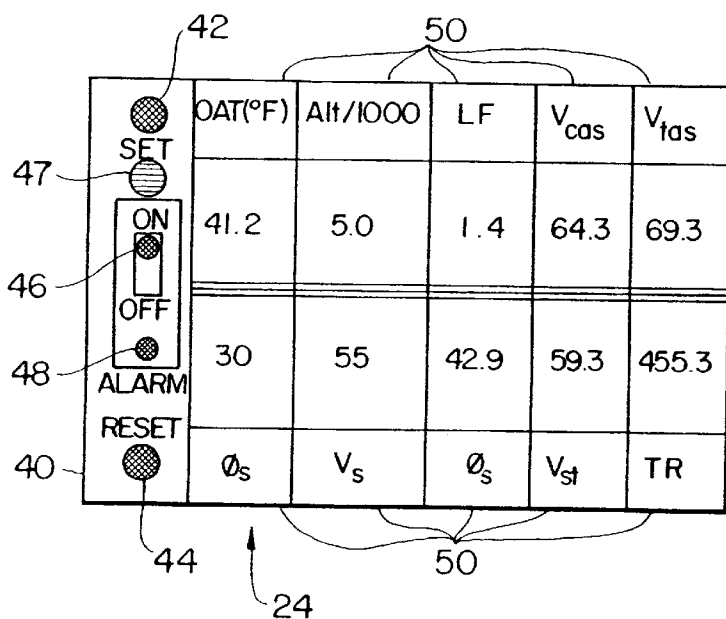 42
50
OAT(°F) Alt/1000 LF Vcas Vtas
SET
47
ON
41.2 5.0 1.4 64.3 69.3
46
OFF
48
30 55 42.9 59.3 455.3
ALARM
RESET
40
Øs Vs Øs Vst TR
44
50
24